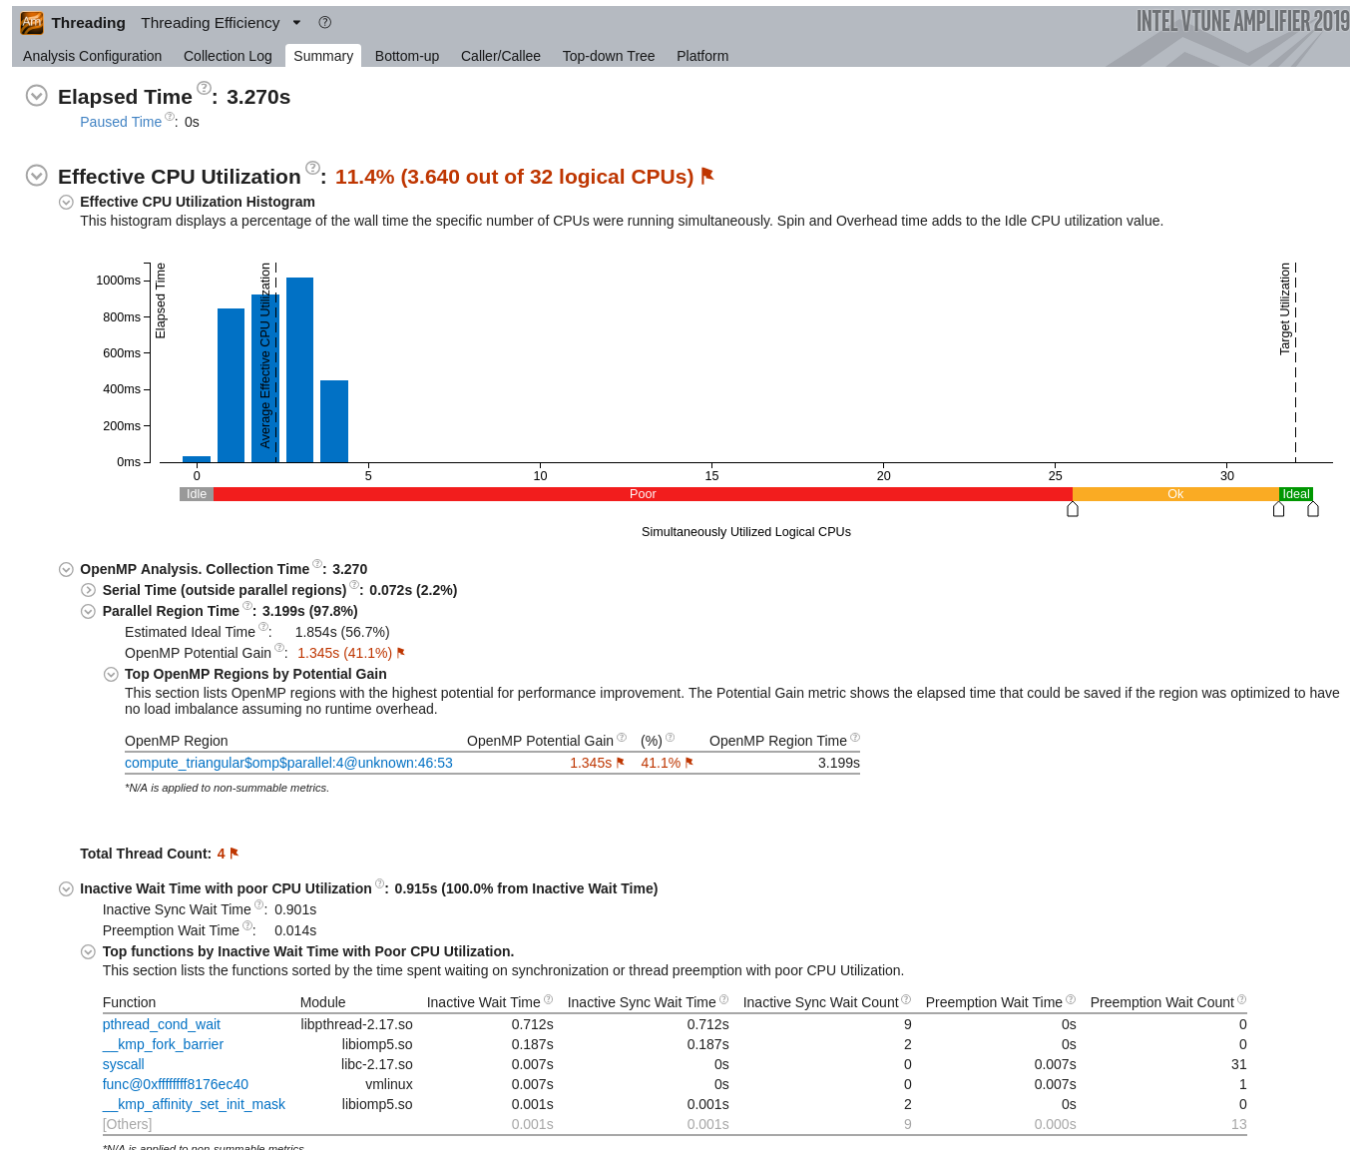 Threading Threading Efficiency
INTEL VTUNE AMPLIFIER 2019
Analysis Configuration Collection Log Summary Bottom-up Caller/Callee Top-down Tree Platform
Elapsed Time ?: 3.270s
Paused Time ?: 0s
Effective CPU Utilization ?: 11.4% (3.640 out of 32 logical CPUs)
Effective CPU Utilization Histogram
This histogram displays a percentage of the wall time the specific number of CPUs were running simultaneously. Spin and Overhead time adds to the Idle CPU utilization value.
Elapsed Time
Average Effective CPU Utilization
Target Utilization
1000ms
800ms
600ms
400ms
200ms
0ms
0 5 10 15 20 25 30
Idle Poor Ok Ideal
Simultaneously Utilized Logical CPUs
OpenMP Analysis. Collection Time ?: 3.270
Serial Time (outside parallel regions) ?: 0.072s (2.2%)
Parallel Region Time ?: 3.199s (97.8%)
Estimated Ideal Time ?: 1.854s (56.7%)
OpenMP Potential Gain ?: 1.345s (41.1%)
Top OpenMP Regions by Potential Gain
This section lists OpenMP regions with the highest potential for performance improvement. The Potential Gain metric shows the elapsed time that could be saved if the region was optimized to have
no load imbalance assuming no runtime overhead.
OpenMP Region OpenMP Potential Gain ? (%) ? OpenMP Region Time ?
compute_triangular$omp$parallel:4@unknown:46:53 1.345s 41.1% 3.199s
*N/A is applied to non-summable metrics.
Total Thread Count: 4
Inactive Wait Time with poor CPU Utilization ?: 0.915s (100.0% from Inactive Wait Time)
Inactive Sync Wait Time ?: 0.901s
Preemption Wait Time ?: 0.014s
Top functions by Inactive Wait Time with Poor CPU Utilization.
This section lists the functions sorted by the time spent waiting on synchronization or thread preemption with poor CPU Utilization.
Function Module Inactive Wait Time ? Inactive Sync Wait Time ? Inactive Sync Wait Count ? Preemption Wait Time ? Preemption Wait Count ?
pthread_cond_wait libpthread-2.17.so 0.712s 0.712s 9 0s 0
__kmp_fork_barrier libiomp5.so 0.187s 0.187s 2 0s 0
syscall libc-2.17.so 0.007s 0s 0 0.007s 31
func@0xffffffff8176ec40 vmlinux 0.007s 0s 0 0.007s 1
__kmp_affinity_set_init_mask libiomp5.so 0.001s 0.001s 2 0s 0
[Others] 0.001s 0.001s 9 0.000s 13
*N/A is applied to non-summable metrics.